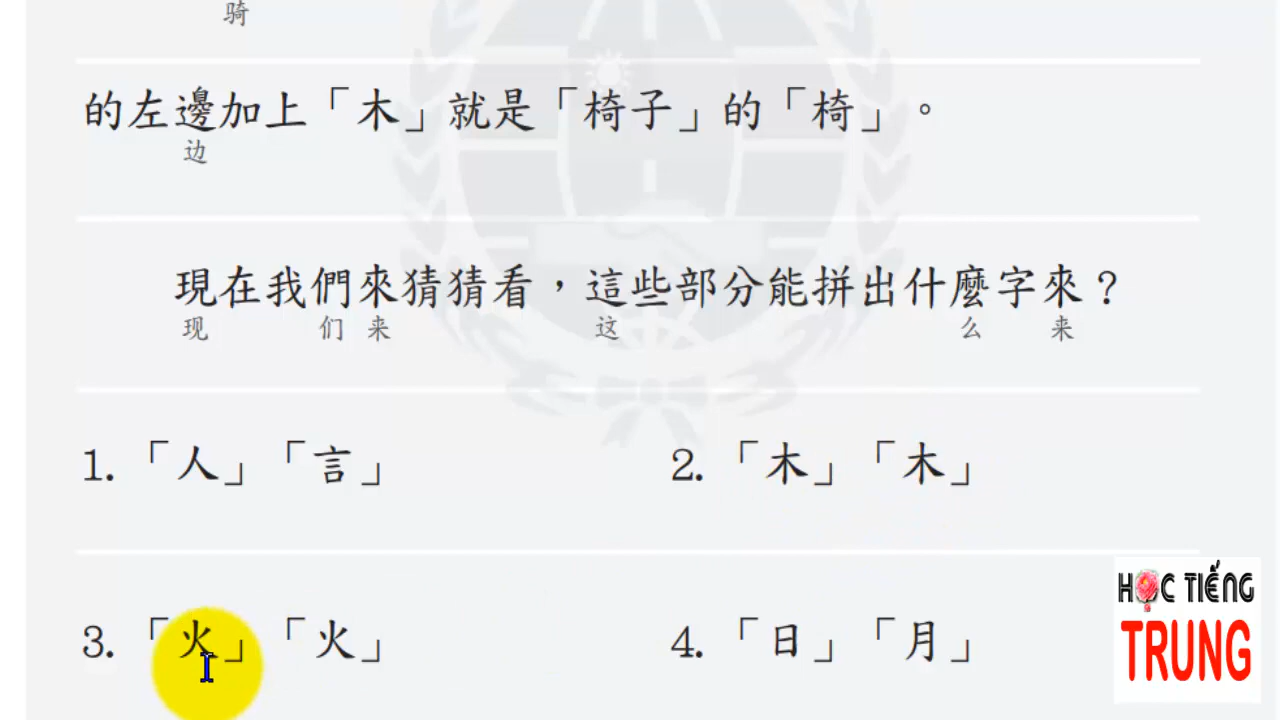 骑
的左邊加上「木」就是「椅子」的「椅」。
边
現在我們來猜猜看，這些部分能拼出什麼字來？
现 们 来 这 么 来
1.「人」「言」 2.「木」「木」
3.「火」「火」 4.「日」「月」
HỌC TIẾNG
TRUNG